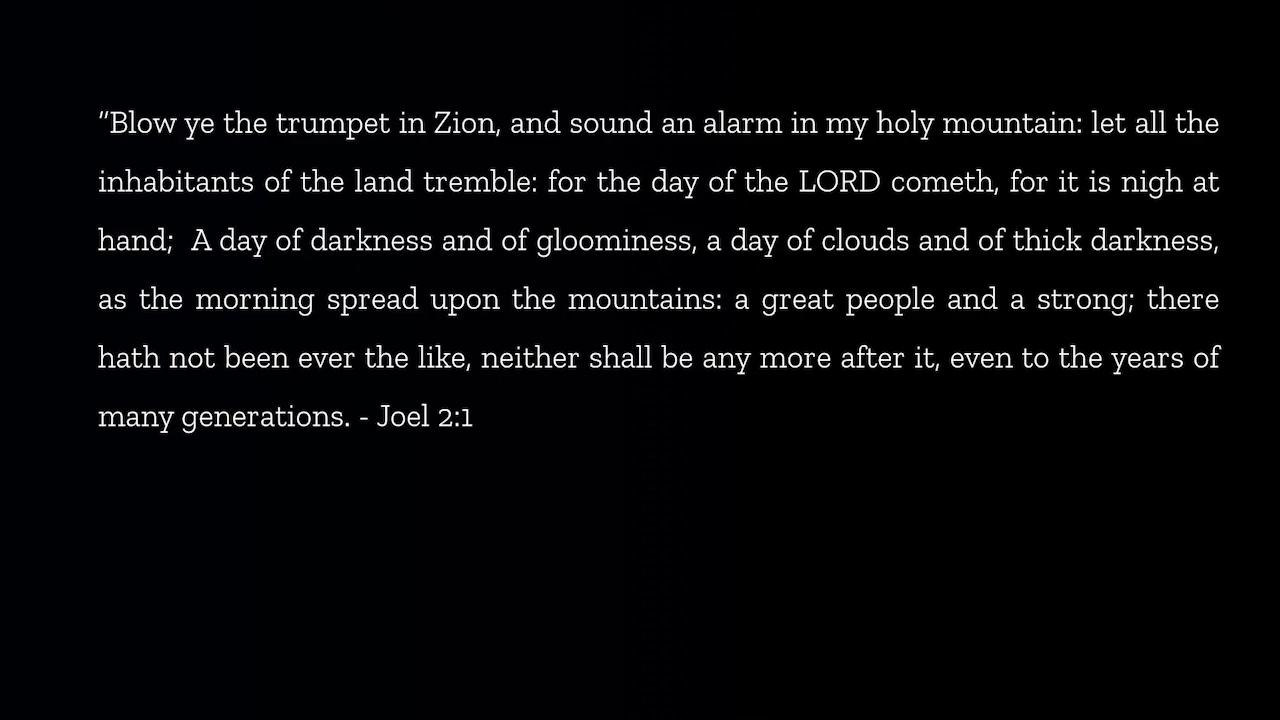 “Blow ye the trumpet in Zion, and sound an alarm in my holy mountain: let all the
inhabitants of the land tremble: for the day of the LORD cometh, for it is nigh at
hand;  A day of darkness and of gloominess, a day of clouds and of thick darkness,
as the morning spread upon the mountains: a great people and a strong; there
hath not been ever the like, neither shall be any more after it, even to the years of
many generations. - Joel 2:1